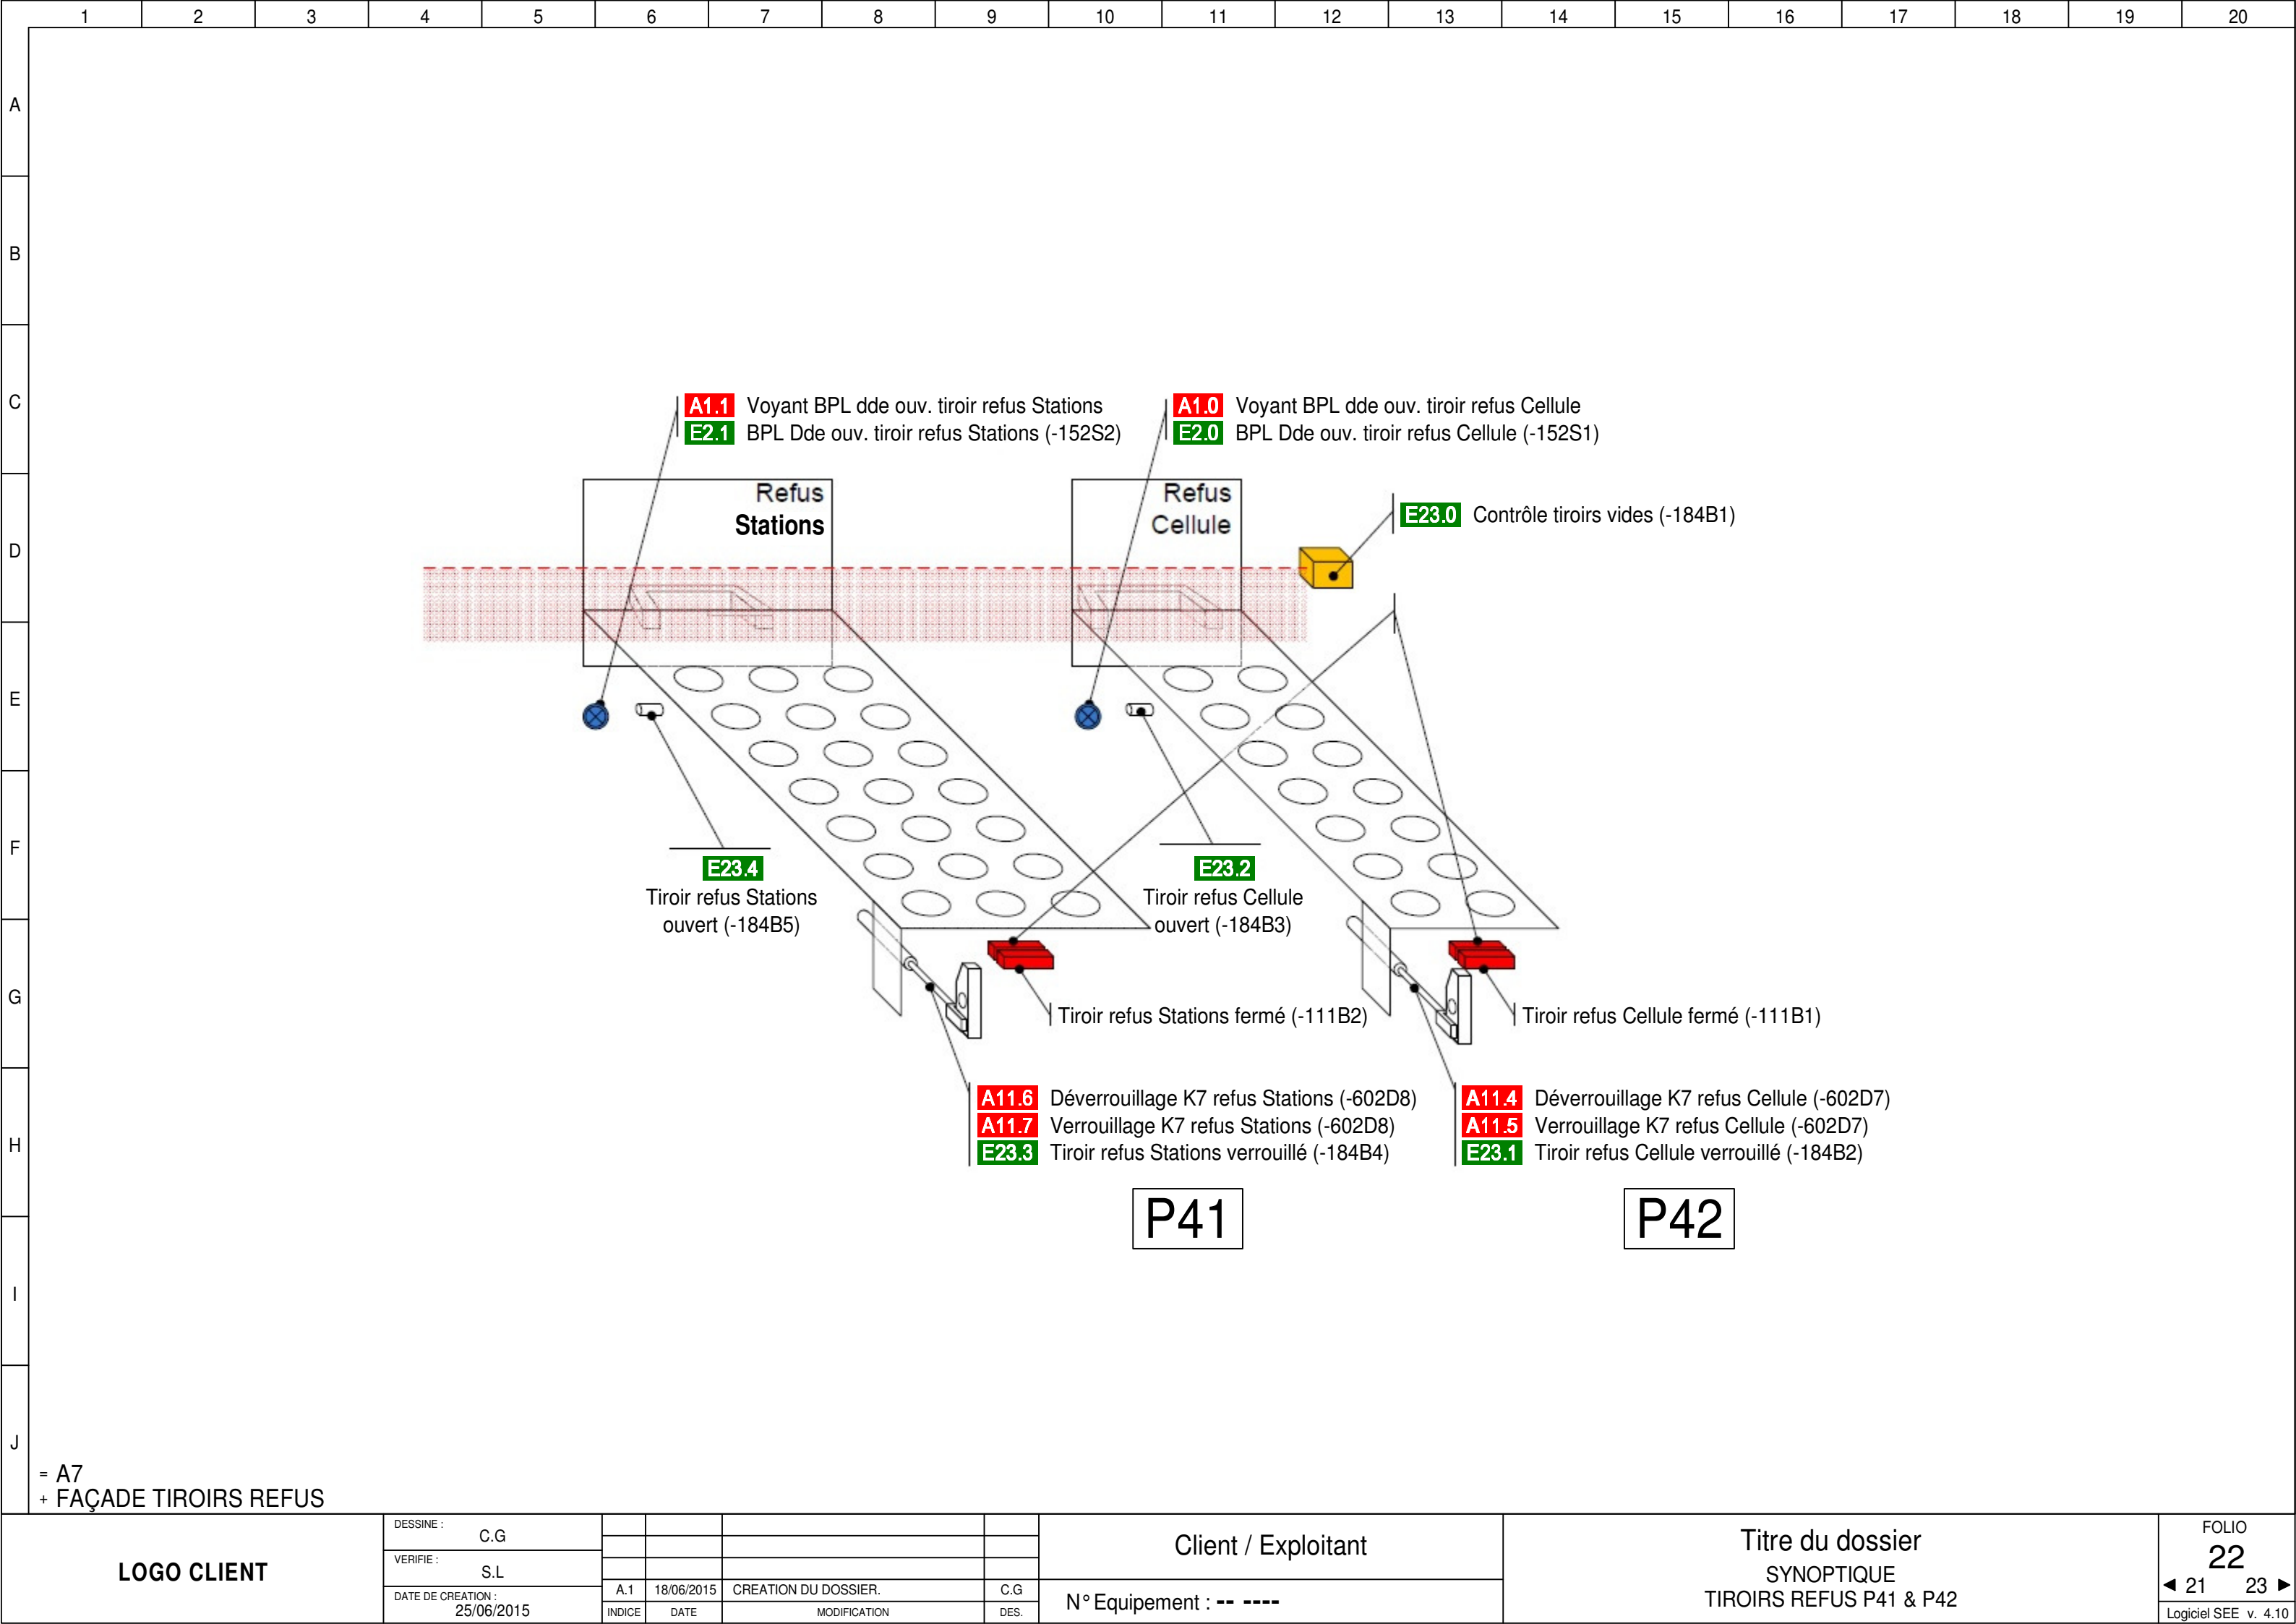 1 2 3 4 5 6 7 8 9 10 11 12 13 14 15 16 17 18 19 20
A
B
C
D
E
F
G
H
I
J
A1.1 Voyant BPL dde ouv. tiroir refus Stations
E2.1 BPL Dde ouv. tiroir refus Stations (-152S2)
A1.0 Voyant BPL dde ouv. tiroir refus Cellule
E2.0 BPL Dde ouv. tiroir refus Cellule (-152S1)
Refus
Stations
Refus
Cellule
E23.0 Contrôle tiroirs vides (-184B1)
E23.4
Tiroir refus Stations
ouvert (-184B5)
E23.2
Tiroir refus Cellule
ouvert (-184B3)
Tiroir refus Stations fermé (-111B2)
Tiroir refus Cellule fermé (-111B1)
A11.6 Déverrouillage K7 refus Stations (-602D8)
A11.7 Verrouillage K7 refus Stations (-602D8)
E23.3 Tiroir refus Stations verrouillé (-184B4)
A11.4 Déverrouillage K7 refus Cellule (-602D7)
A11.5 Verrouillage K7 refus Cellule (-602D7)
E23.1 Tiroir refus Cellule verrouillé (-184B2)
P41
P42
= A7
+ FAÇADE TIROIRS REFUS
LOGO CLIENT
DESSINE :
C.G
VERIFIE :
S.L
DATE DE CREATION :
25/06/2015
A.1 18/06/2015 CREATION DU DOSSIER. C.G
INDICE DATE MODIFICATION DES.
Client / Exploitant
N° Equipement : -- ----
Titre du dossier
SYNOPTIQUE
TIROIRS REFUS P41 & P42
FOLIO
22
◄ 21 23 ►
Logiciel SEE v. 4.10